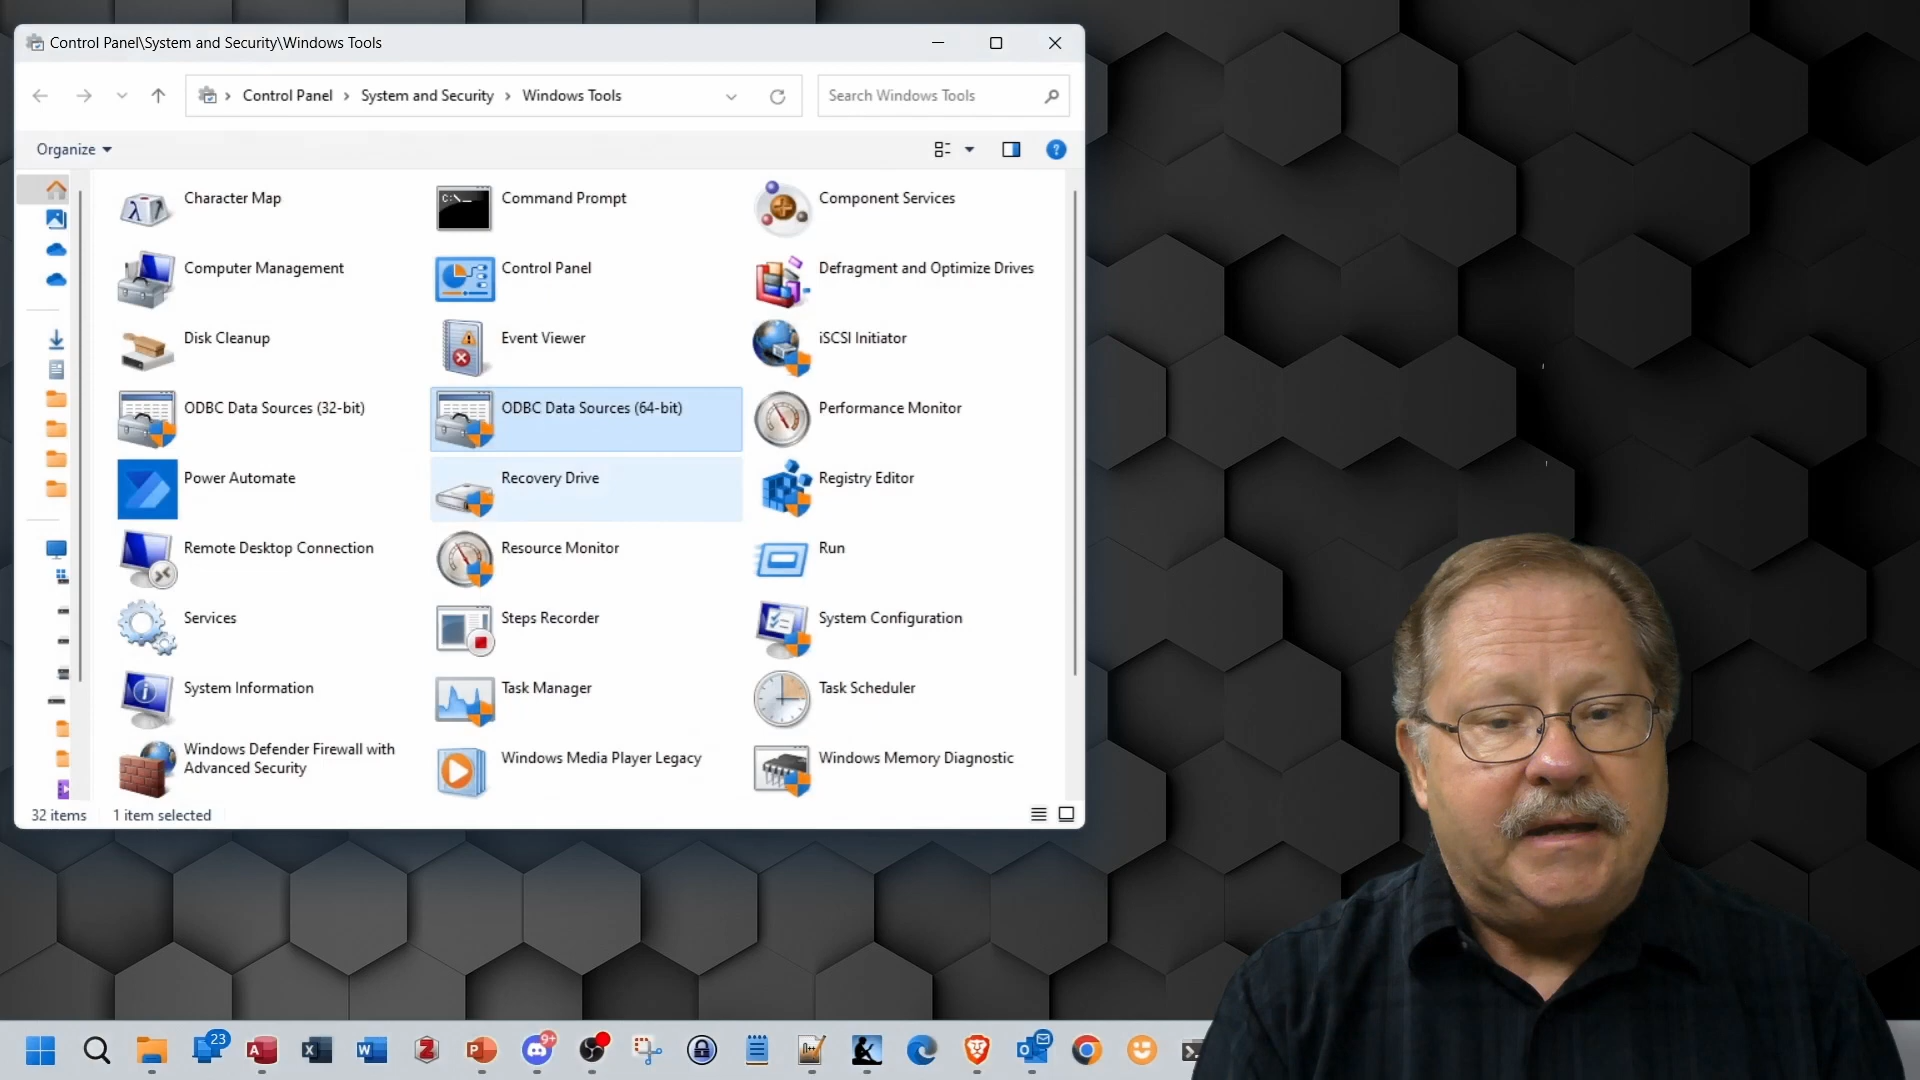 Control Panel\System and Security\Windows Tools
Control Panel > System and Security > Windows Tools
Search Windows Tools
Organize
?
Character Map
Command Prompt
Component Services
Computer Management
Control Panel
Defragment and Optimize Drives
Disk Cleanup
Event Viewer
iSCSI Initiator
ODBC Data Sources (32-bit)
ODBC Data Sources (64-bit)
Performance Monitor
Power Automate
Recovery Drive
Registry Editor
Remote Desktop Connection
Resource Monitor
Run
Services
Steps Recorder
System Configuration
System Information
Task Manager
Task Scheduler
Windows Defender Firewall with
Advanced Security
Windows Media Player Legacy
Windows Memory Diagnostic
32 items
1 item selected
23
9+